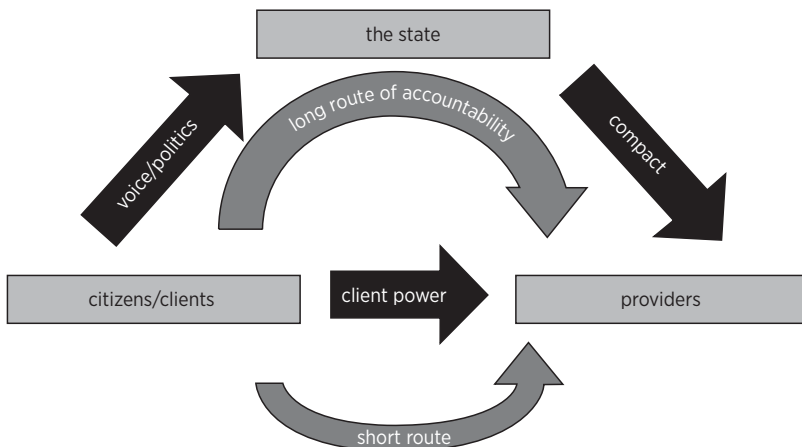 the state
long route of accountability
voice/politics
compact
citizens/clients
client power
providers
short route